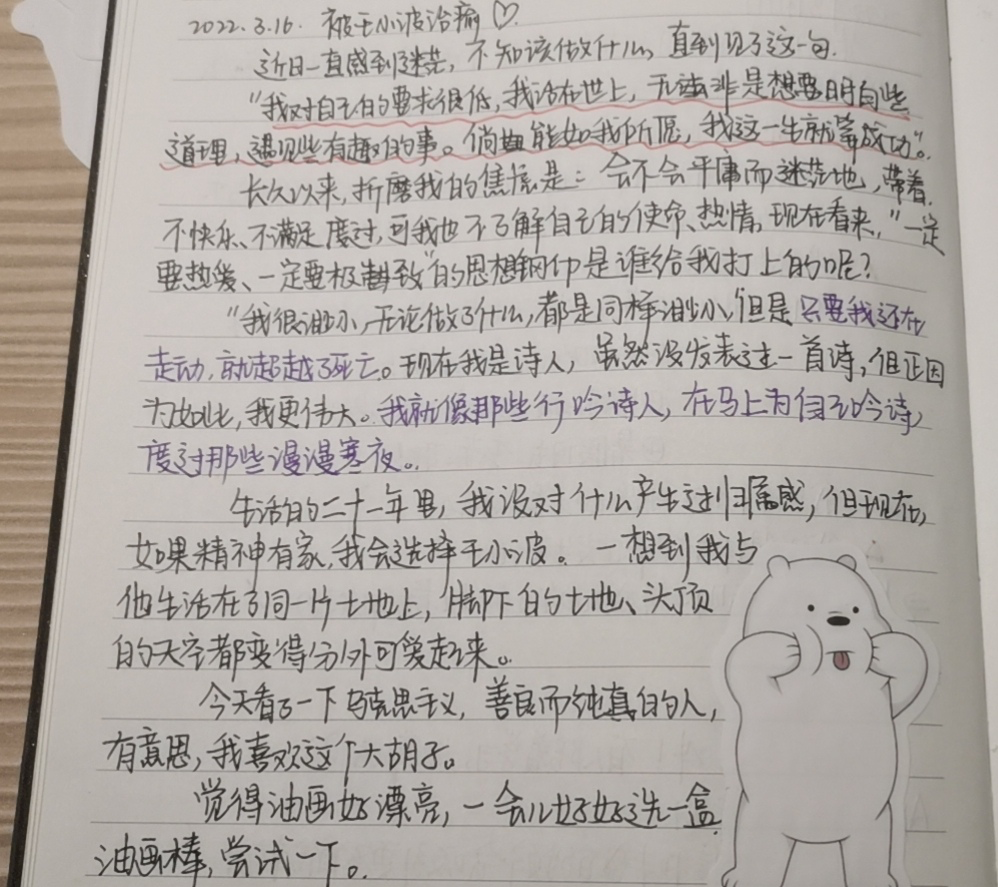 2022.3.16. 被王小波治愈♡
近日一直感到迷茫，不知该做什么，直到见了这一句.
“我对自己的要求很低，我活在世上，无非是想要明白些
道理，遇见些有趣的事。倘能如我所愿，我这一生就算成功”。
长久以来，折磨我的焦虑是：会不会平庸而迷茫地，带着
不快乐、不满足度过，可我也不了解自己的使命、热情，现在看来，“一定
要热爱、一定要极致”的思想钢印是谁给我打上的呢？
“我很渺小，无论做了什么，都是同样渺小，但是只要我还在
走动，就超越了死亡。现在我是诗人，虽然没发表过一首诗，但正因
为如此，我更伟大。我就像那些行吟诗人，在马上为自己吟诗，
度过那些漫漫寒夜。
生活的二十一年里，我没对什么产生过归属感，但现在，
如果精神有家，我会选择王小波。一想到我与
他生活在了同一片土地上，脚下的土地、头顶
的天空都变得分外可爱起来。
今天看了一下马克思主义，善良而纯真的人，
有意思，我喜欢这个大胡子。
觉得油画好漂亮，一会儿好好选一盒
油画棒，尝试一下。